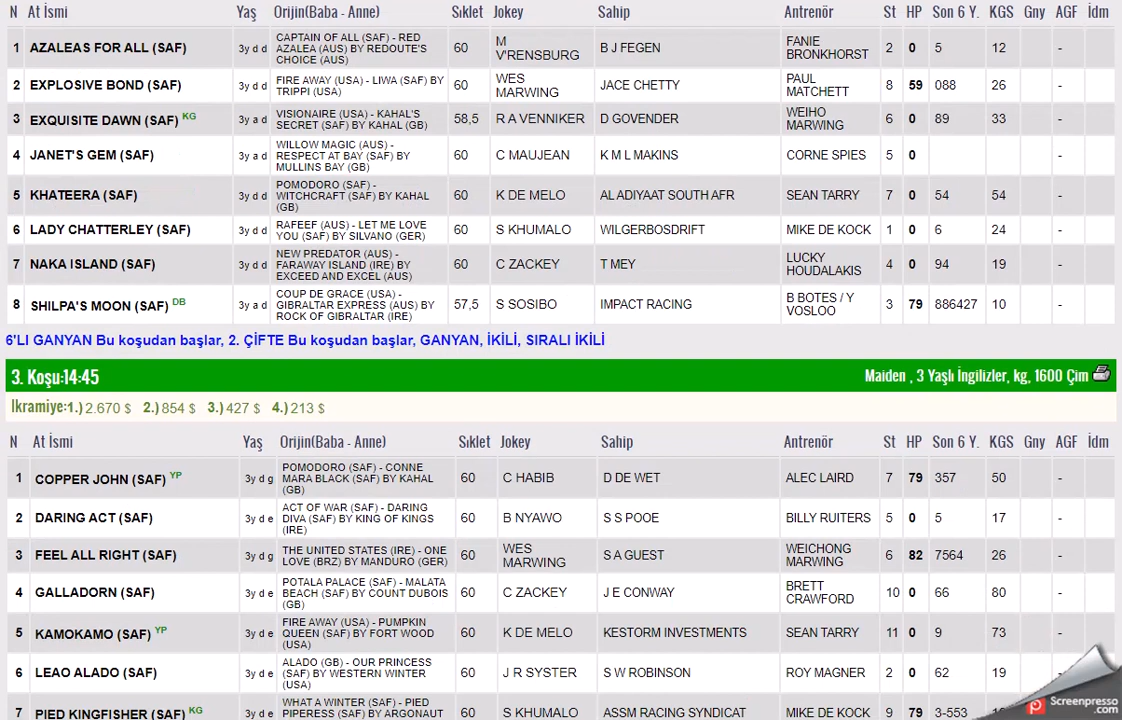 N At İsmi Yaş Orijin(Baba - Anne) Sıklet Jokey Sahip Antrenör St HP Son 6 Y. KGS Gny AGF İdm
1 AZALEAS FOR ALL (SAF) 3y d d CAPTAIN OF ALL (SAF) - RED AZALEA (AUS) BY REDOUTE'S CHOICE (AUS) 60 M V'RENSBURG B J FEGEN FANIE BRONKHORST 2 0 5 12 -
2 EXPLOSIVE BOND (SAF) 3y d d FIRE AWAY (USA) - LIWA (SAF) BY TRIPPI (USA) 60 WES MARWING JACE CHETTY PAUL MATCHETT 8 59 088 26 -
3 EXQUISITE DAWN (SAF) KG 3y a d VISIONAIRE (USA) - KAHAL'S SECRET (SAF) BY KAHAL (GB) 58,5 R A VENNIKER D GOVENDER WEIHO MARWING 6 0 89 33 -
4 JANET'S GEM (SAF) 3y a d WILLOW MAGIC (AUS) - RESPECT AT BAY (SAF) BY MULLINS BAY (GB) 60 C MAUJEAN K M L MAKINS CORNE SPIES 5 0 -
5 KHATEERA (SAF) 3y d d POMODORO (SAF) - WITCHCRAFT (SAF) BY KAHAL (GB) 60 K DE MELO AL ADIYAAT SOUTH AFR SEAN TARRY 7 0 54 54 -
6 LADY CHATTERLEY (SAF) 3y d d RAFEEF (AUS) - LET ME LOVE YOU (SAF) BY SILVANO (GER) 60 S KHUMALO WILGERBOSDRIFT MIKE DE KOCK 1 0 6 24 -
7 NAKA ISLAND (SAF) 3y d d NEW PREDATOR (AUS) - FARAWAY ISLAND (IRE) BY EXCEED AND EXCEL (AUS) 60 C ZACKEY T MEY LUCKY HOUDALAKIS 4 0 94 19 -
8 SHILPA'S MOON (SAF) DB 3y a d COUP DE GRACE (USA) - GIBRALTAR EXPRESS (AUS) BY ROCK OF GIBRALTAR (IRE) 57,5 S SOSIBO IMPACT RACING B BOTES / Y VOSLOO 3 79 886427 10 -
6'LI GANYAN Bu koşudan başlar, 2. ÇİFTE Bu koşudan başlar, GANYAN, İKİLİ, SIRALI İKİLİ
3. Koşu:14:45 Maiden , 3 Yaşlı İngilizler, kg, 1600 Çim
İkramiye:1.) 2.670 $ 2.) 854 $ 3.) 427 $ 4.) 213 $
N At İsmi Yaş Orijin(Baba - Anne) Sıklet Jokey Sahip Antrenör St HP Son 6 Y. KGS Gny AGF İdm
1 COPPER JOHN (SAF) YP 3y d g POMODORO (SAF) - CONNE MARA BLACK (SAF) BY KAHAL (GB) 60 C HABIB D DE WET ALEC LAIRD 7 79 357 50 -
2 DARING ACT (SAF) 3y d e ACT OF WAR (SAF) - DARING DIVA (SAF) BY KING OF KINGS (IRE) 60 B NYAWO S S POOE BILLY RUITERS 5 0 5 17 -
3 FEEL ALL RIGHT (SAF) 3y d g THE UNITED STATES (IRE) - ONE LOVE (BRZ) BY MANDURO (GER) 60 WES MARWING S A GUEST WEICHONG MARWING 6 82 7564 26 -
4 GALLADORN (SAF) 3y d e POTALA PALACE (SAF) - MALATA BEACH (SAF) BY COUNT DUBOIS (GB) 60 C ZACKEY J E CONWAY BRETT CRAWFORD 10 0 66 80 -
5 KAMOKAMO (SAF) YP 3y d e FIRE AWAY (USA) - PUMPKIN QUEEN (SAF) BY FORT WOOD (USA) 60 K DE MELO KESTORM INVESTMENTS SEAN TARRY 11 0 9 73 -
6 LEAO ALADO (SAF) 3y d e ALADO (GB) - OUR PRINCESS (SAF) BY WESTERN WINTER (USA) 60 J R SYSTER S W ROBINSON ROY MAGNER 2 0 62 19 -
7 PIED KINGFISHER (SAF) KG 3y d e WHAT A WINTER (SAF) - PIED PIPERESS (SAF) BY ARGONAUT 60 S KHUMALO ASSM RACING SYNDICAT MIKE DE KOCK 9 79 3-553
Screenpresso
.com